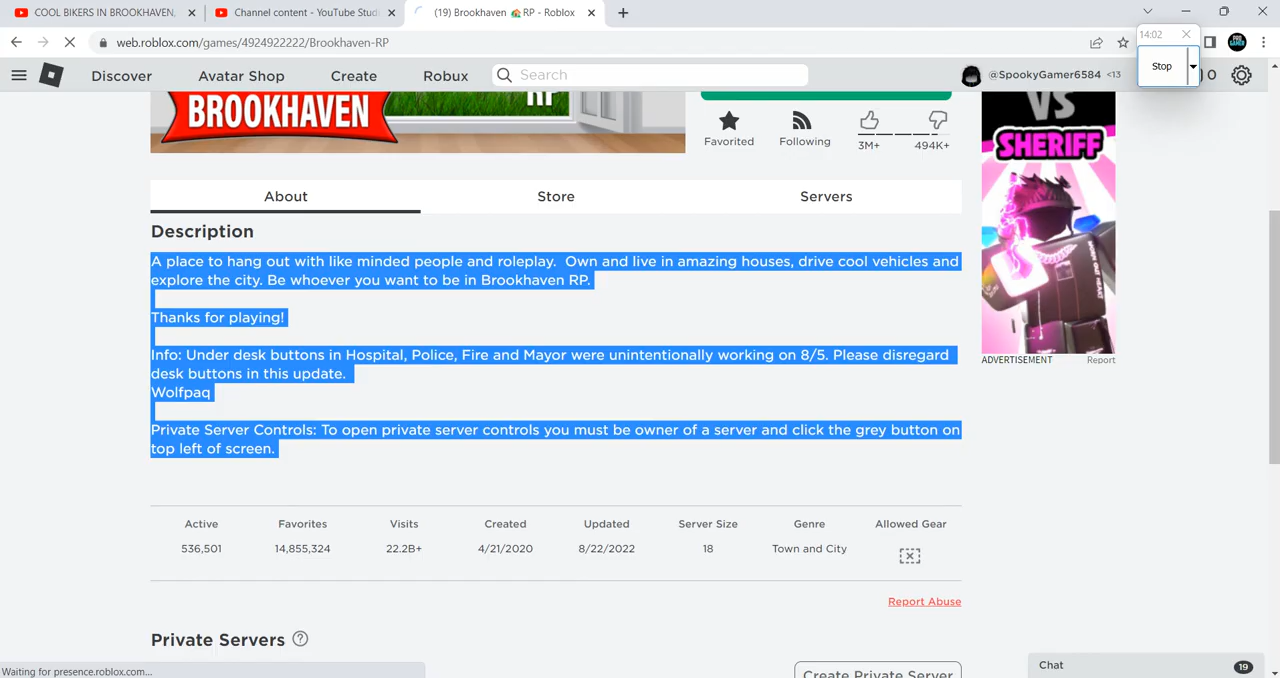 COOL BIKERS IN BROOKHAVEN,
Channel content - YouTube Studi
(19) Brookhaven 🏠RP - Roblox
web.roblox.com/games/4924922222/Brookhaven-RP
14:02
Stop
Discover
Avatar Shop
Create
Robux
Search
@SpookyGamer6584 <13
0
BROOKHAVEN
RP
Favorited
Following
3M+
494K+
VS
SHERIFF
ADVERTISEMENT
Report
About
Store
Servers
Description
A place to hang out with like minded people and roleplay.  Own and live in amazing houses, drive cool vehicles and
explore the city. Be whoever you want to be in Brookhaven RP.
Thanks for playing!
Info: Under desk buttons in Hospital, Police, Fire and Mayor were unintentionally working on 8/5. Please disregard
desk buttons in this update.
Wolfpaq
Private Server Controls: To open private server controls you must be owner of a server and click the grey button on
top left of screen.
Active Favorites Visits Created Updated Server Size Genre Allowed Gear
536,501 14,855,324 22.2B+ 4/21/2020 8/22/2022 18 Town and City
Report Abuse
Private Servers
Create Private Server
Waiting for presence.roblox.com...
Chat
19